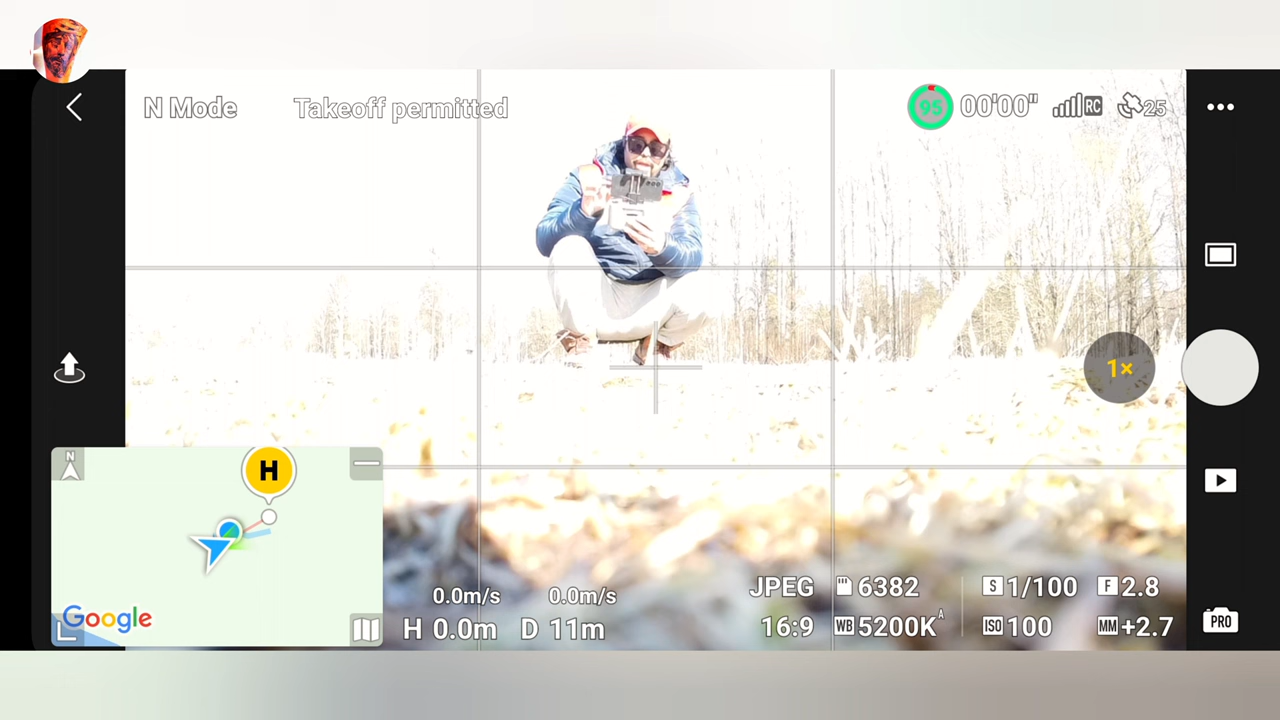 N Mode Takeoff permitted 95 00'00" RC 25
1×
N
H
Google
0.0m/s 0.0m/s
H 0.0m D 11m
JPEG 6382 S 1/100 F 2.8
16:9 WB 5200K A ISO 100 MM +2.7
PRO